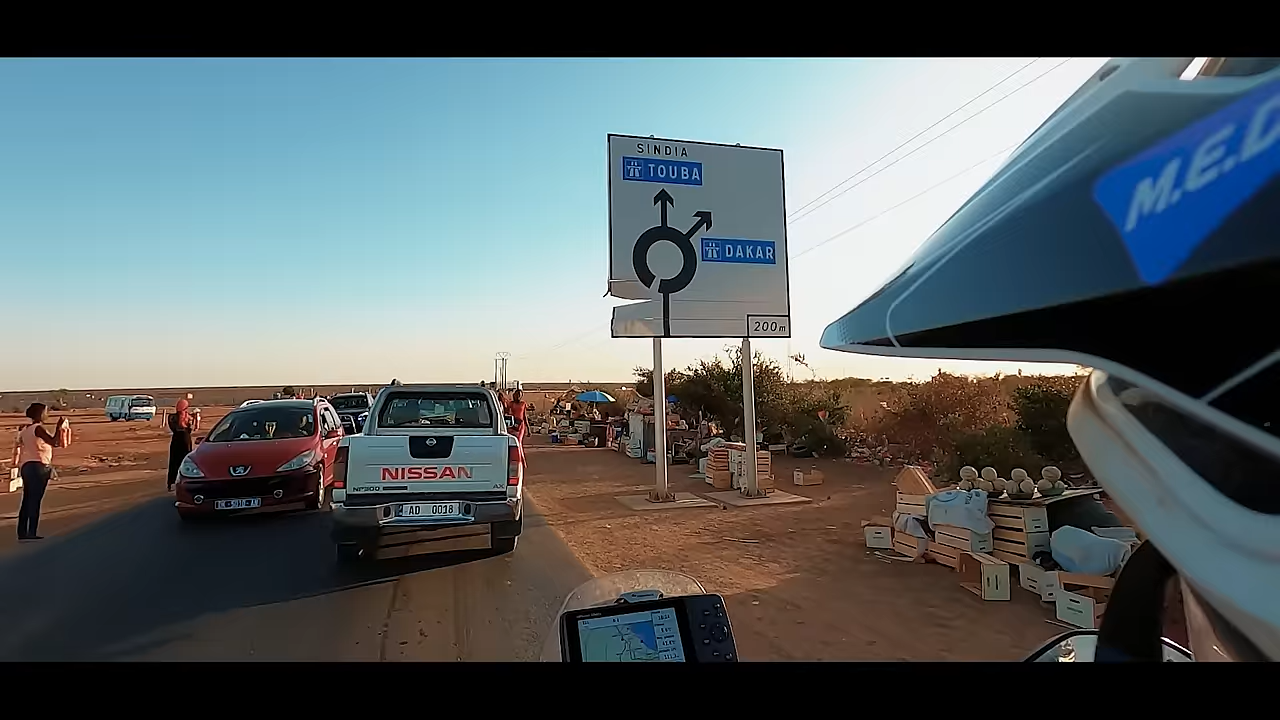 SINDIA
TOUBA
DAKAR
200m
M.E.D
NISSAN
NP300
AX
AD 0018